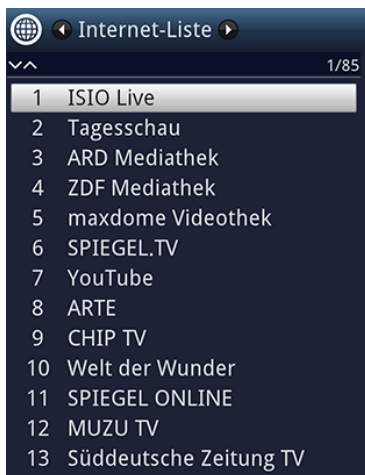 Internet-Liste
1/85
1 ISIO Live
2 Tagesschau
3 ARD Mediathek
4 ZDF Mediathek
5 maxdome Videothek
6 SPIEGEL.TV
7 YouTube
8 ARTE
9 CHIP TV
10 Welt der Wunder
11 SPIEGEL ONLINE
12 MUZU TV
13 Süddeutsche Zeitung TV